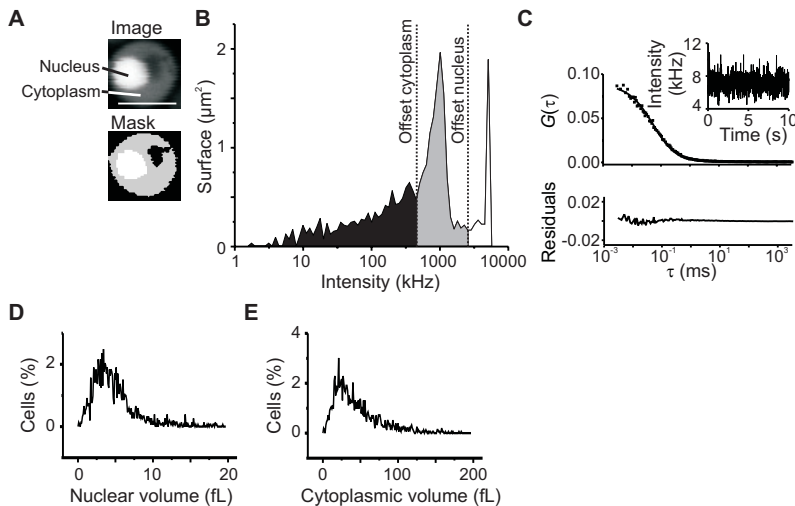 A
Image
Nucleus
Cytoplasm
Mask
B
Surface (µm²)
2
1
0
Offset cytoplasm
Offset nucleus
1
10
100
1000
10000
Intensity (kHz)
C
G(τ)
0.10
0.05
0.00
Intensity
(kHz)
12
8
4
0
5
10
Time (s)
Residuals
0.02
-0.02
10⁻³
10⁻¹
10¹
10³
τ (ms)
D
Cells (%)
2
0
0
10
20
Nuclear volume (fL)
E
Cells (%)
4
2
0
0
100
200
Cytoplasmic volume (fL)